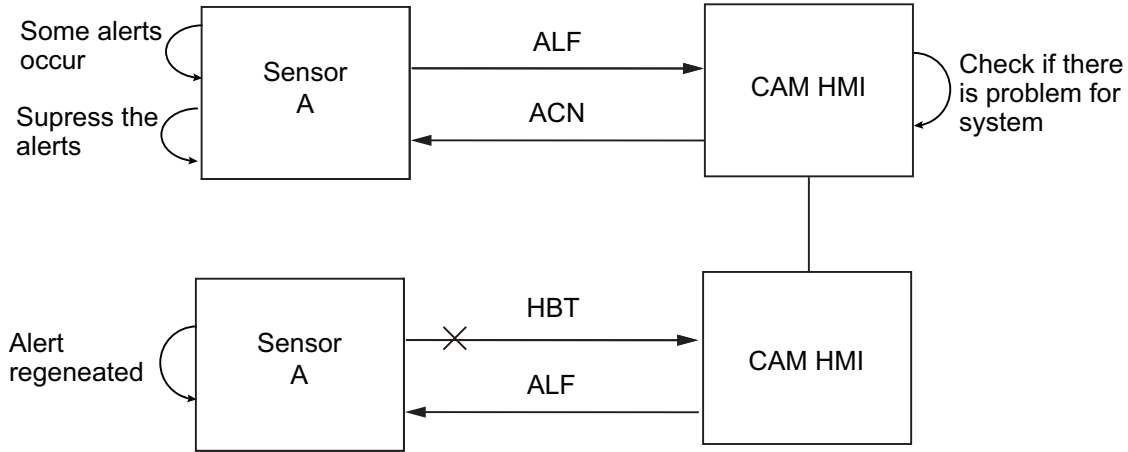 Some alerts
occur
Supress the
alerts
Sensor
A
ALF
ACN
CAM HMI
Check if there
is problem for
system
Alert
regeneated
Sensor
A
HBT
ALF
CAM HMI